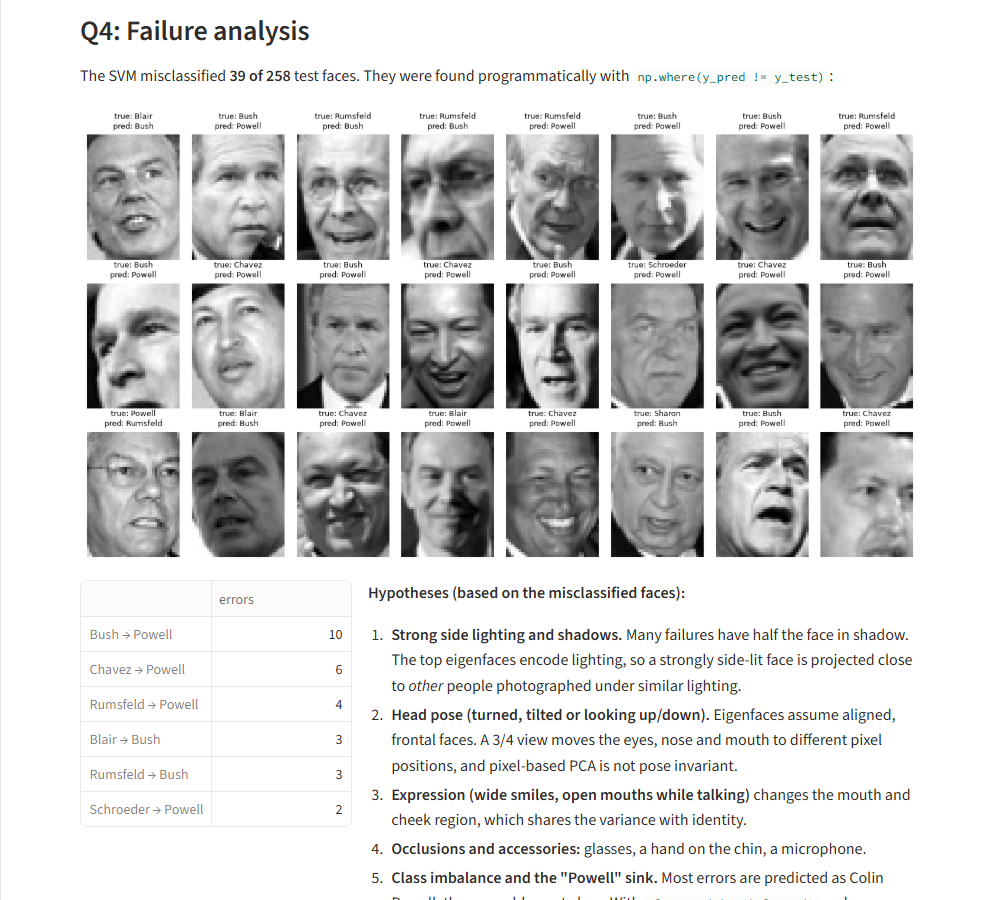 Q4: Failure analysis
The SVM misclassified 39 of 258 test faces. They were found programmatically with np.where(y_pred != y_test) :
true: Blair
pred: Bush
true: Bush
pred: Powell
true: Rumsfeld
pred: Bush
true: Rumsfeld
pred: Bush
true: Rumsfeld
pred: Powell
true: Bush
pred: Powell
true: Bush
pred: Powell
true: Rumsfeld
pred: Powell
true: Bush
pred: Powell
true: Chavez
pred: Powell
true: Bush
pred: Powell
true: Chavez
pred: Powell
true: Bush
pred: Powell
true: Schroeder
pred: Powell
true: Chavez
pred: Powell
true: Bush
pred: Powell
true: Powell
pred: Rumsfeld
true: Blair
pred: Bush
true: Chavez
pred: Powell
true: Blair
pred: Powell
true: Chavez
pred: Powell
true: Sharon
pred: Bush
true: Bush
pred: Powell
true: Chavez
pred: Powell
errors
Bush → Powell 10
Chavez → Powell 6
Rumsfeld → Powell 4
Blair → Bush 3
Rumsfeld → Bush 3
Schroeder → Powell 2
Hypotheses (based on the misclassified faces):
1. Strong side lighting and shadows. Many failures have half the face in shadow.
The top eigenfaces encode lighting, so a strongly side-lit face is projected close
to other people photographed under similar lighting.
2. Head pose (turned, tilted or looking up/down). Eigenfaces assume aligned,
frontal faces. A 3/4 view moves the eyes, nose and mouth to different pixel
positions, and pixel-based PCA is not pose invariant.
3. Expression (wide smiles, open mouths while talking) changes the mouth and
cheek region, which shares the variance with identity.
4. Occlusions and accessories: glasses, a hand on the chin, a microphone.
5. Class imbalance and the "Powell" sink. Most errors are predicted as Colin